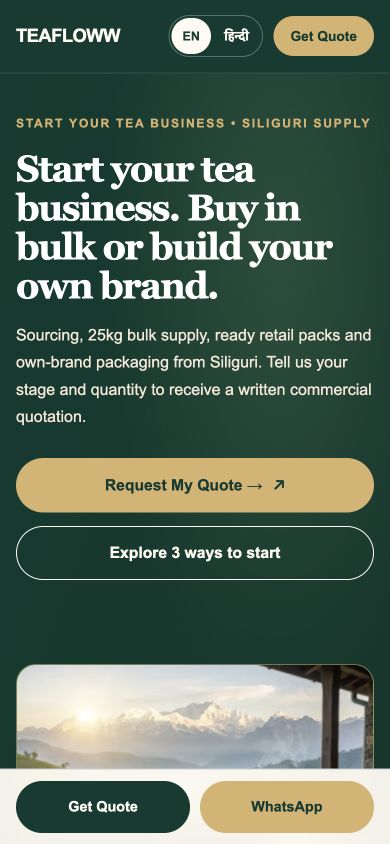 TEAFLOWW
EN
हिन्दी
Get Quote
START YOUR TEA BUSINESS • SILIGURI SUPPLY
Start your tea
business. Buy in
bulk or build your
own brand.
Sourcing, 25kg bulk supply, ready retail packs and
own-brand packaging from Siliguri. Tell us your
stage and quantity to receive a written commercial
quotation.
Request My Quote → ↗
Explore 3 ways to start
Get Quote
WhatsApp